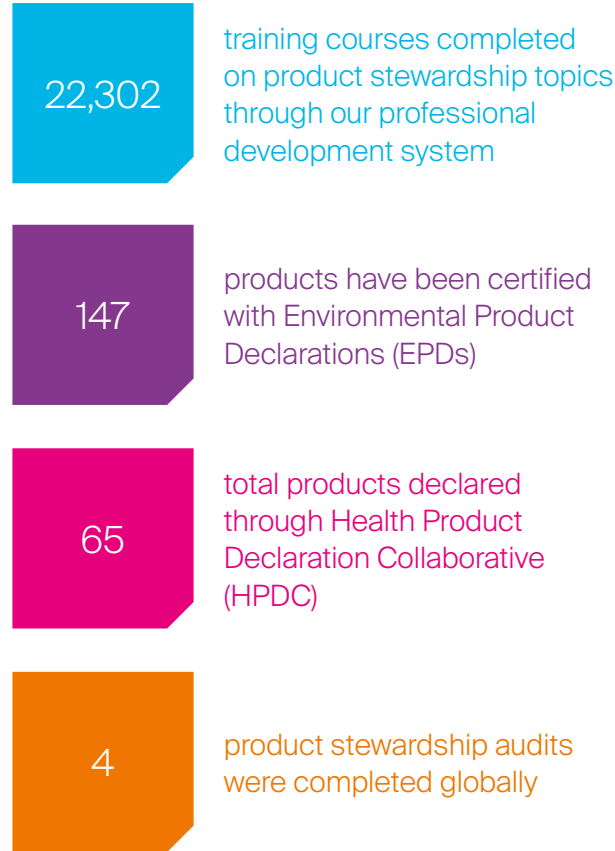 22,302
training courses completed
on product stewardship topics
through our professional
development system
147
products have been certified
with Environmental Product
Declarations (EPDs)
65
total products declared
through Health Product
Declaration Collaborative
(HPDC)
4
product stewardship audits
were completed globally